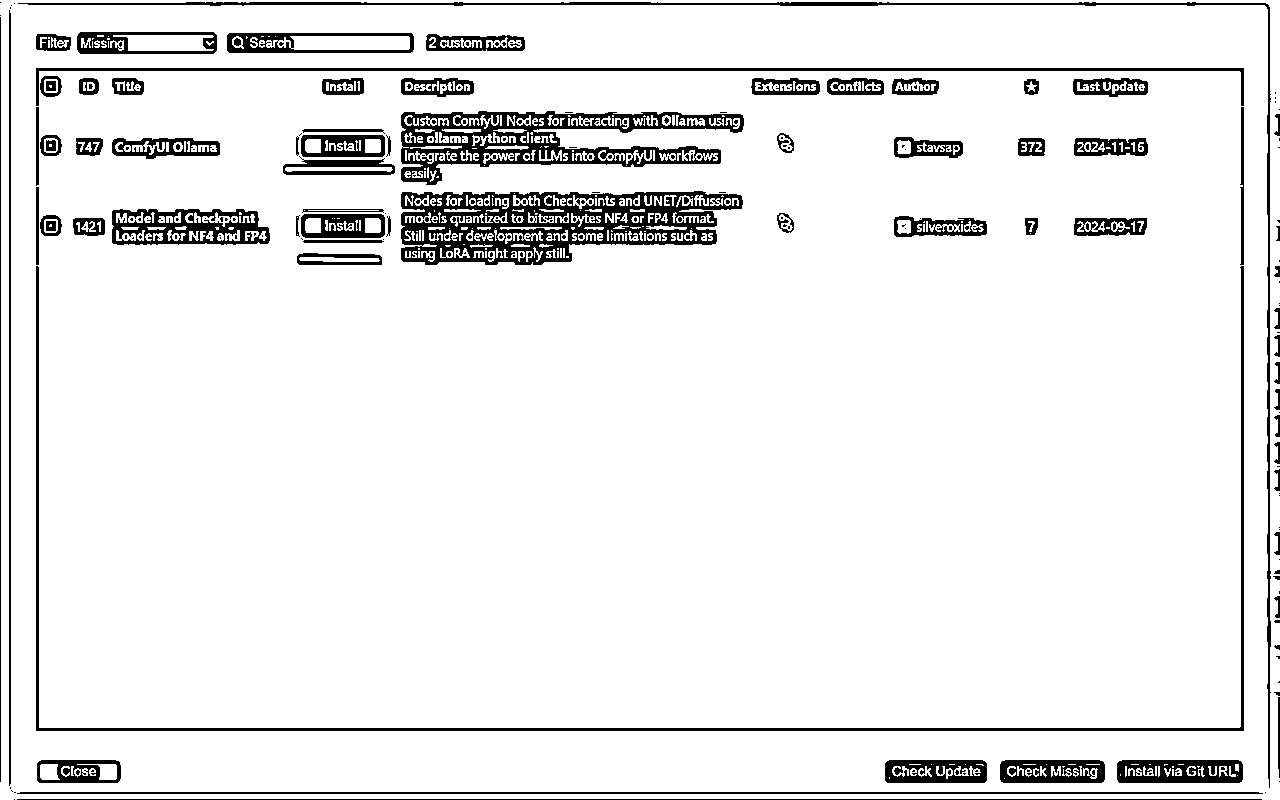 Filter Missing Search 2 custom nodes
ID Title Install Description Extensions Conflicts Author ★ Last Update
747 ComfyUI Ollama Install
Custom ComfyUI Nodes for interacting with Ollama using
the ollama python client.
Integrate the power of LLMs into CompfyUI workflows
easily.
stavsap 372 2024-11-16
1421
Model and Checkpoint
Loaders for NF4 and FP4
Install
Nodes for loading both Checkpoints and UNET/Diffussion
models quantized to bitsandbytes NF4 or FP4 format.
Still under development and some limitations such as
using LoRA might apply still.
silveroxides 7 2024-09-17
Close Check Update Check Missing Install via Git URL